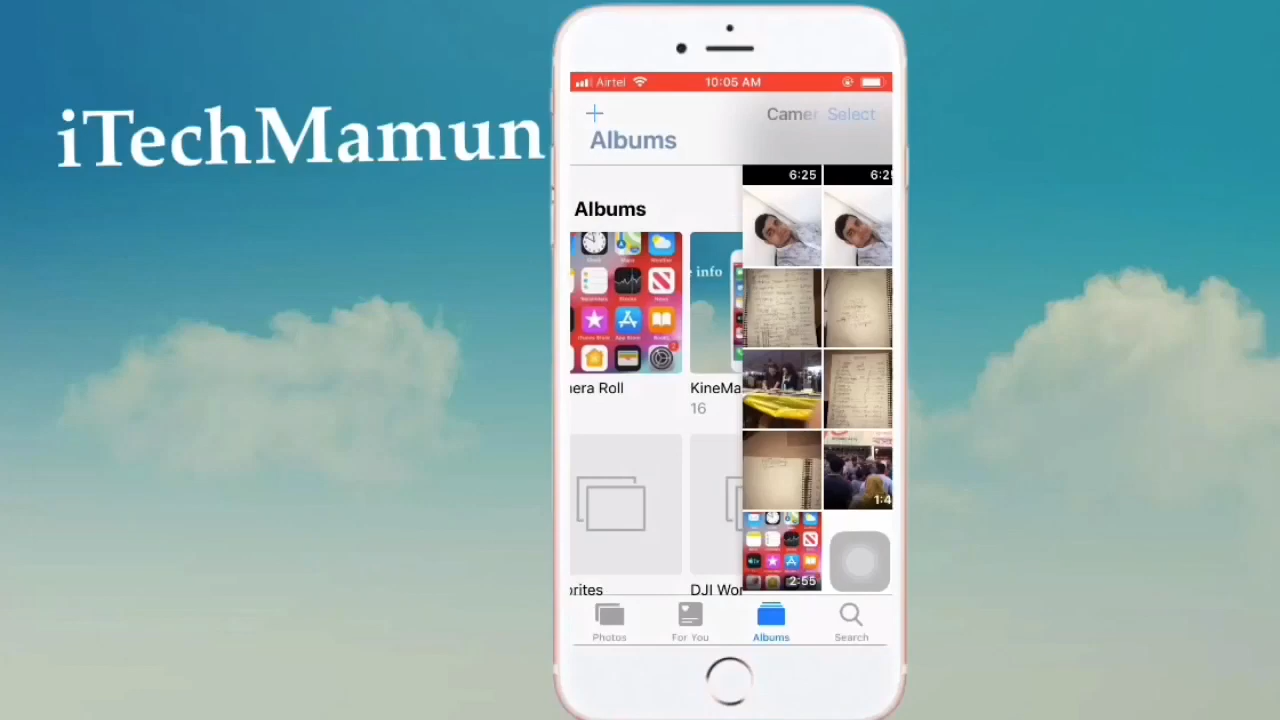 iTechMamun
Airtel
10:05 AM
Camer
Select
Albums
6:25
Albums
e info
nera Roll
KineMa
16
1:4
2:55
orites
DJI Wor
Photos
For You
Albums
Search